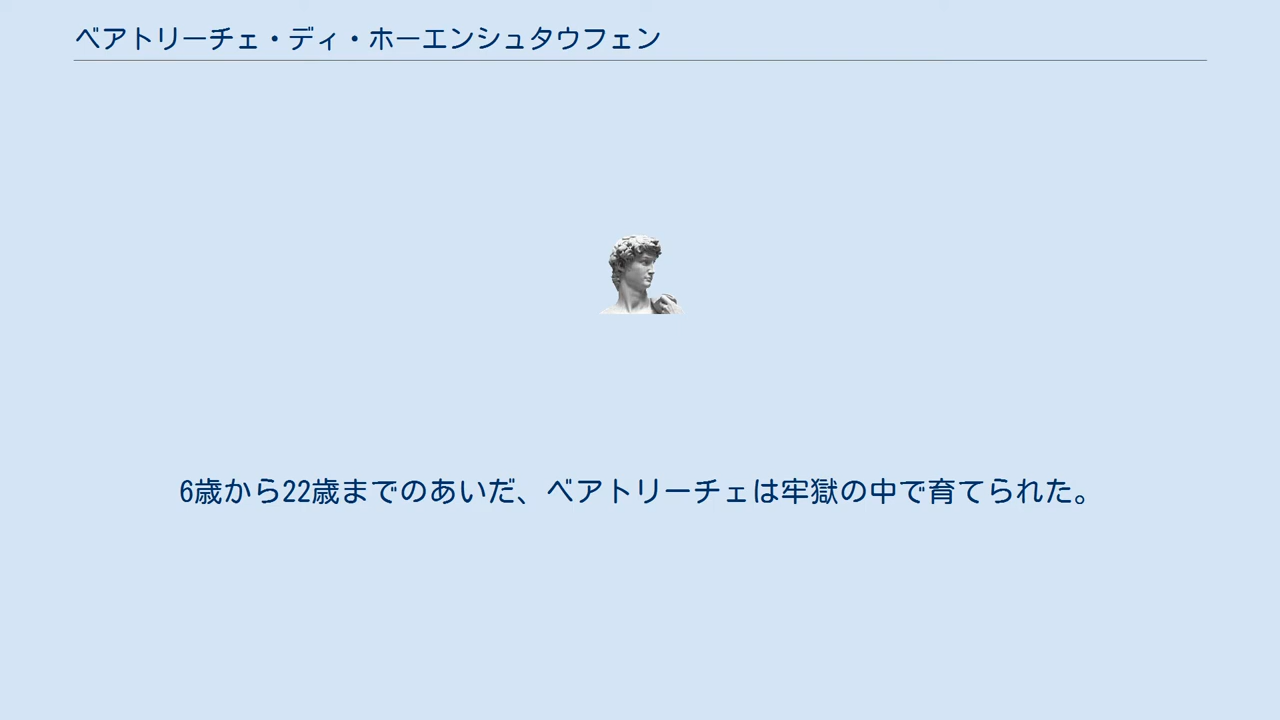 ベアトリーチェ・ディ・ホーエンシュタウフェン
6歳から22歳までのあいだ、ベアトリーチェは牢獄の中で育てられた。